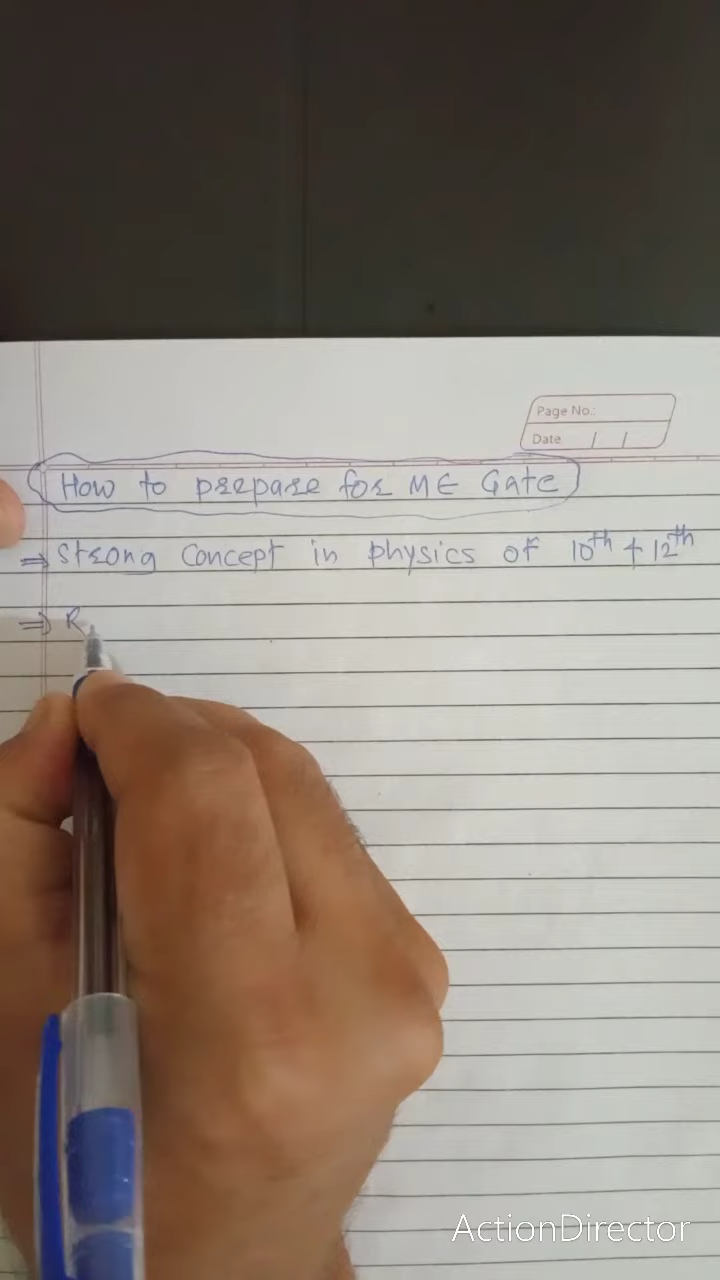 Page No.:
Date / /
How to prepare for ME Gate
⇒ Strong Concept in physics of 10th + 12th
⇒ R
ActionDirector